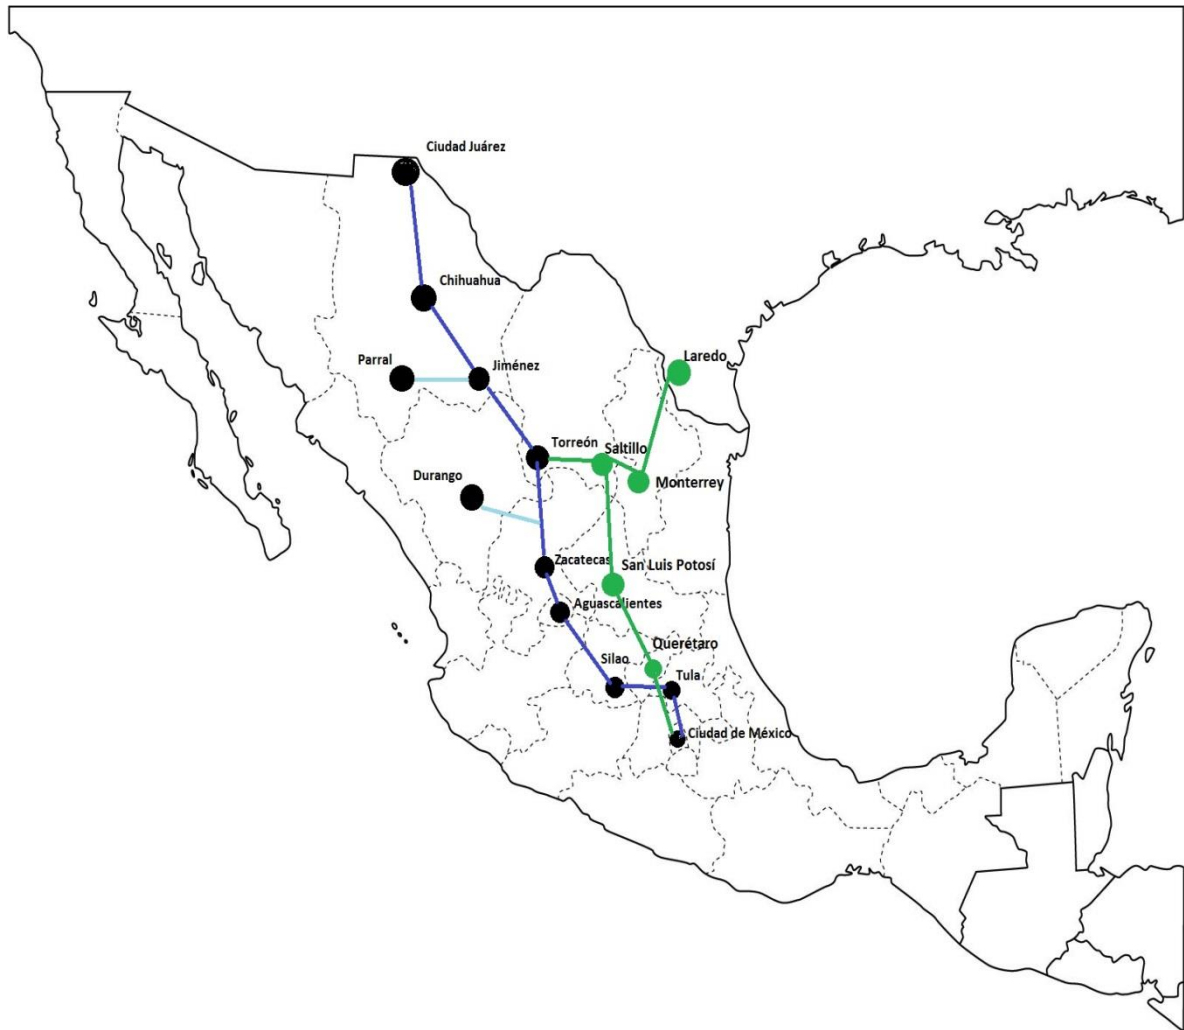 Ciudad Juárez
Chihuahua
Parral
Jiménez
Laredo
Torreón
Saltillo
Durango
Monterrey
Zacatecas
San Luis Potosí
Aguascalientes
Querétaro
Silao
Tula
Ciudad de México